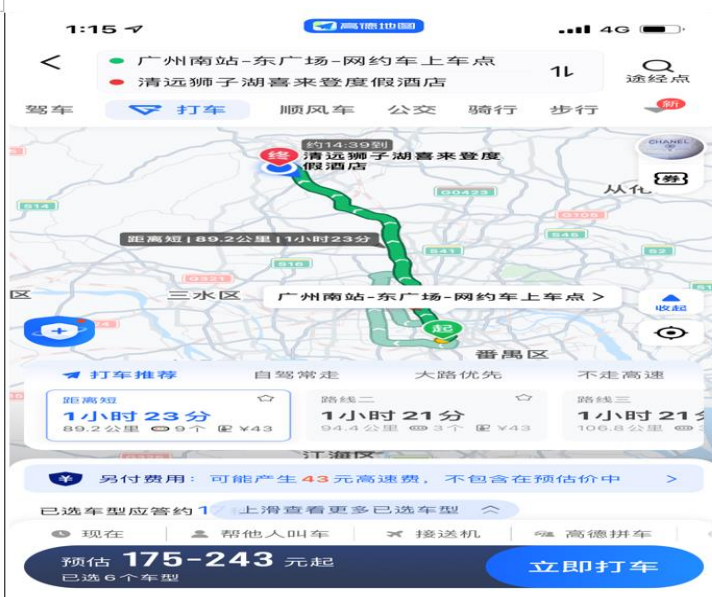 1:15
高德地图
4G
广州南站-东广场-网约车上车点
清远狮子湖喜来登度假酒店
途经点
驾车 打车 顺风车 公交 骑行 步行 新
约14:39到
终 清远狮子湖喜来登度
假酒店
CHANEL
券
从化
G0423
S14
G106
距离短|89.2公里|1小时23分
S41
S46
S2
S16
三水区
区
广州南站-东广场-网约车上车点 >
收起
起
番禺区
打车推荐 自驾常走 大路优先 不走高速
距离短 路线二 路线三
1小时23分 1小时21分 1小时21
89.2公里 9个 ¥43 94.4公里 3个 ¥43 106.8公里
江海区
另付费用：可能产生43元高速费，不包含在预估价中 >
已选车型应答约1 上滑查看更多已选车型
现在 帮他人叫车 接送机 高德拼车
预估 175-243 元起
已选6个车型
立即打车